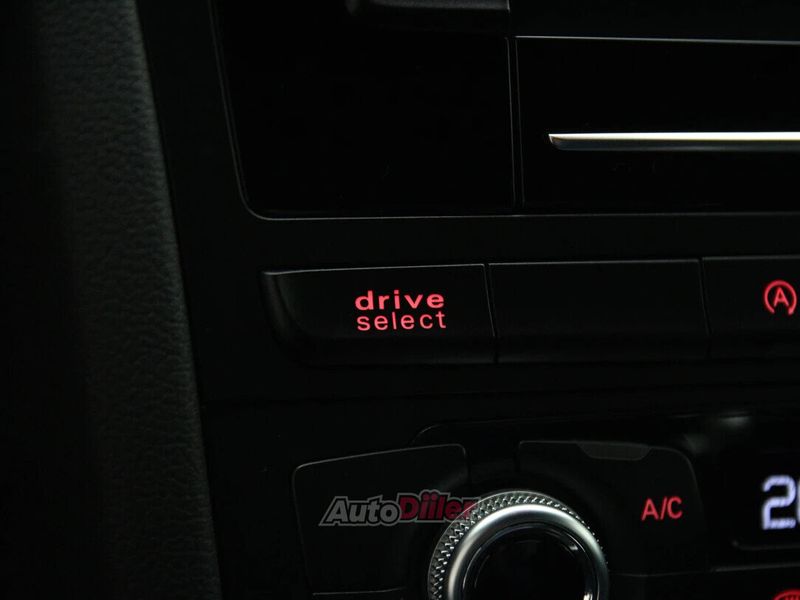 drive
select
A
AutoDiiler
A/C